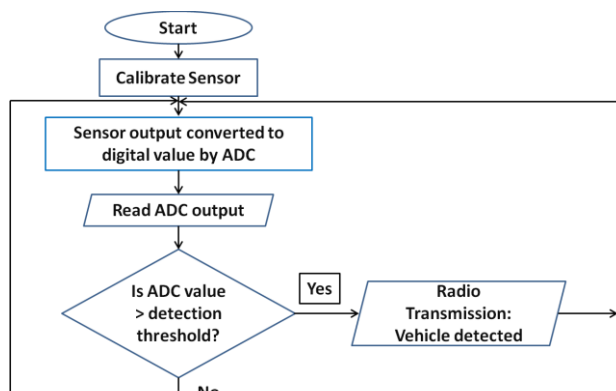 Start
Calibrate Sensor
Sensor output converted to
digital value by ADC
Read ADC output
Is ADC value
> detection
threshold?
Yes
Radio
Transmission:
Vehicle detected
No